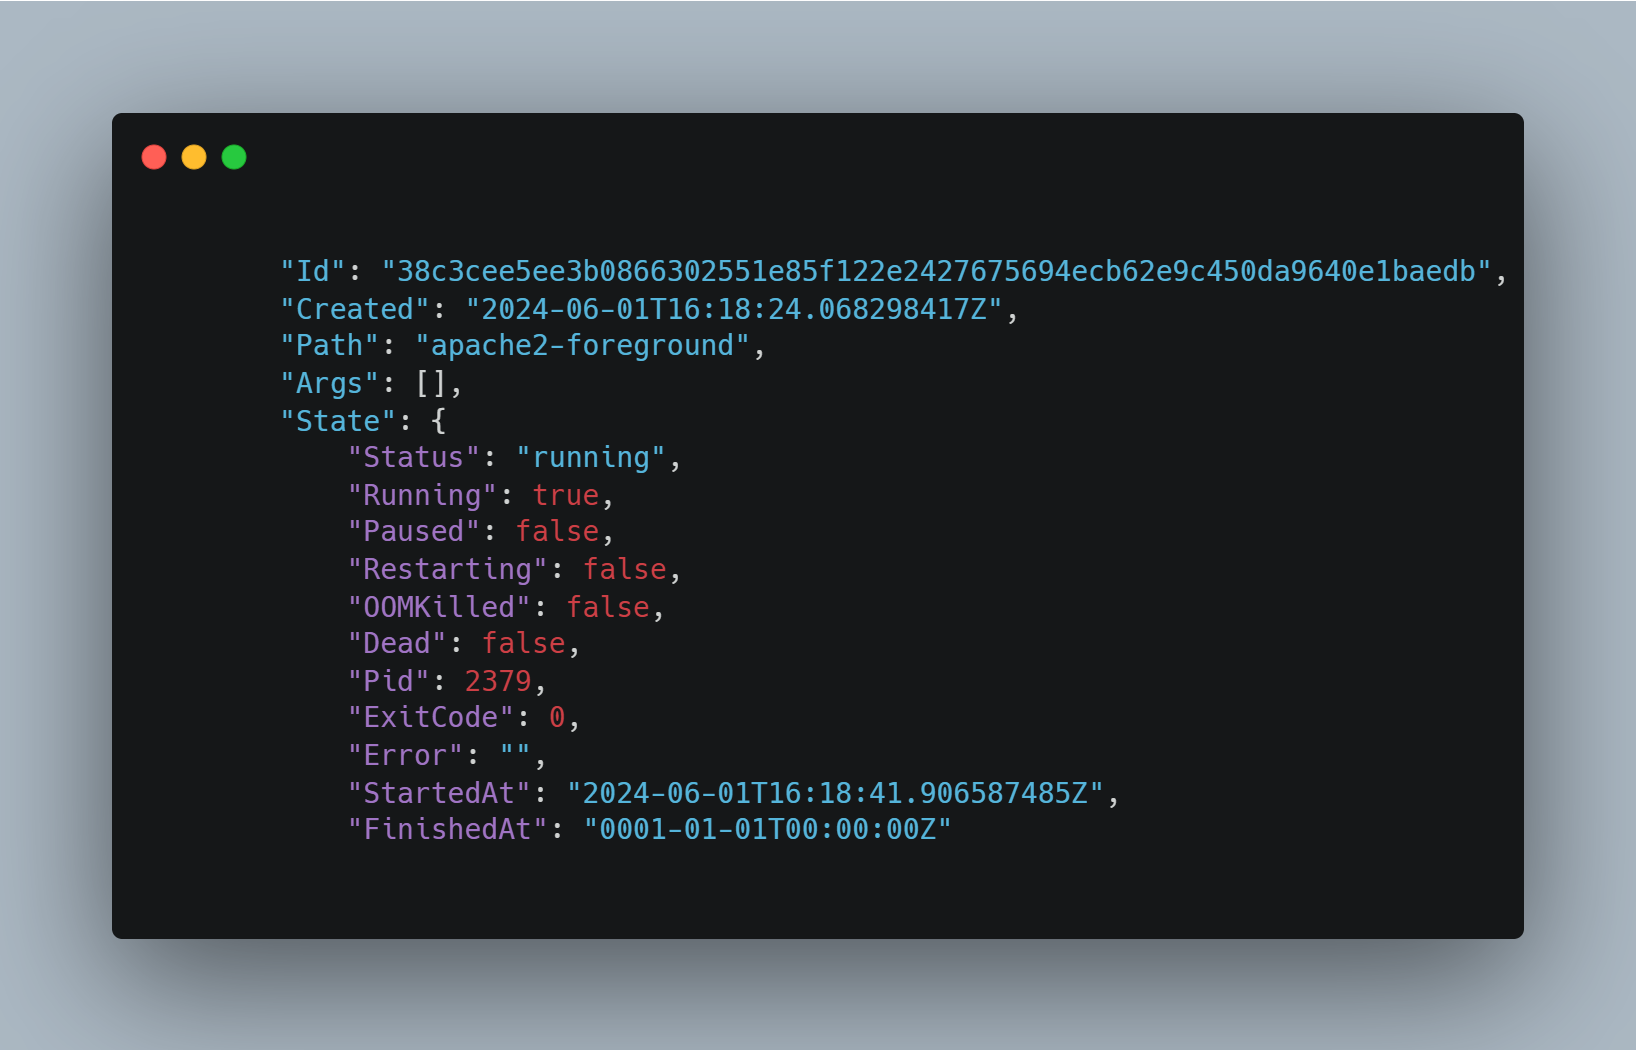 "Id": "38c3cee5ee3b0866302551e85f122e2427675694ecb62e9c450da9640e1baedb",
"Created": "2024-06-01T16:18:24.068298417Z",
"Path": "apache2-foreground",
"Args": [],
"State": {
"Status": "running",
"Running": true,
"Paused": false,
"Restarting": false,
"OOMKilled": false,
"Dead": false,
"Pid": 2379,
"ExitCode": 0,
"Error": "",
"StartedAt": "2024-06-01T16:18:41.906587485Z",
"FinishedAt": "0001-01-01T00:00:00Z"